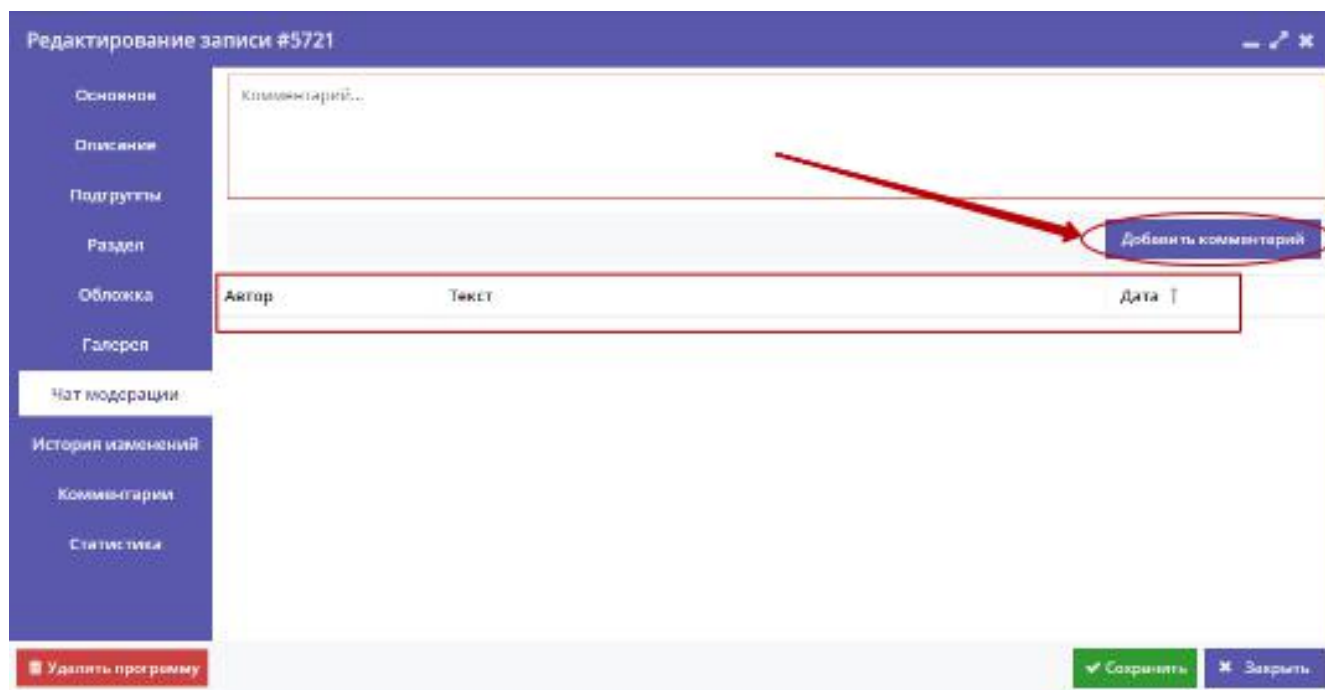 Редактирование записи #5721
Основное
Комментарий...
Описание
Подгруппы
Раздел
Добавить комментарий
Обложка
Автор Текст Дата
Галерея
Чат модерации
История изменений
Комментарии
Статистика
Удалить программу
Сохранить
Закрыть